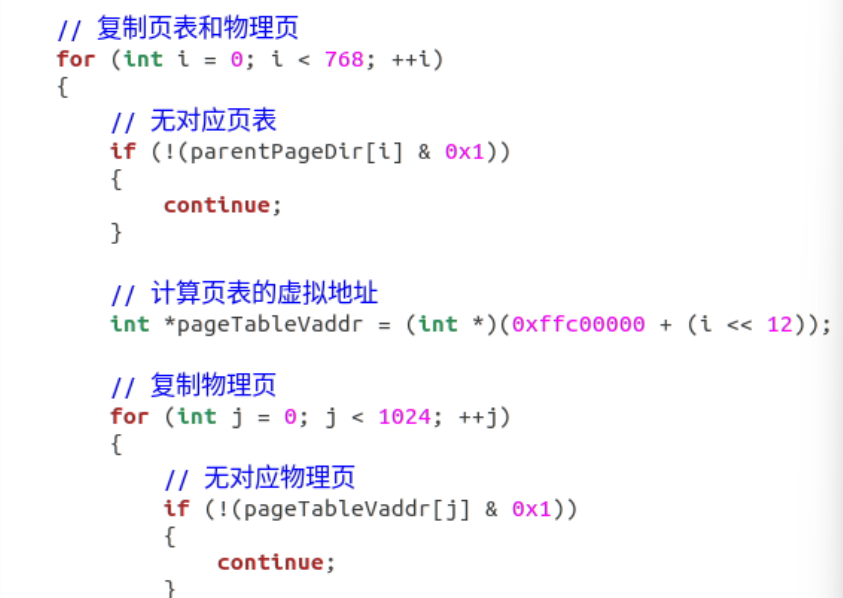 // 复制页表和物理页
for (int i = 0; i < 768; ++i)
{
    // 无对应页表
    if (!(parentPageDir[i] & 0x1))
    {
        continue;
    }

    // 计算页表的虚拟地址
    int *pageTableVaddr = (int *)(0xffc00000 + (i << 12));

    // 复制物理页
    for (int j = 0; j < 1024; ++j)
    {
        // 无对应物理页
        if (!(pageTableVaddr[j] & 0x1))
        {
            continue;
        }